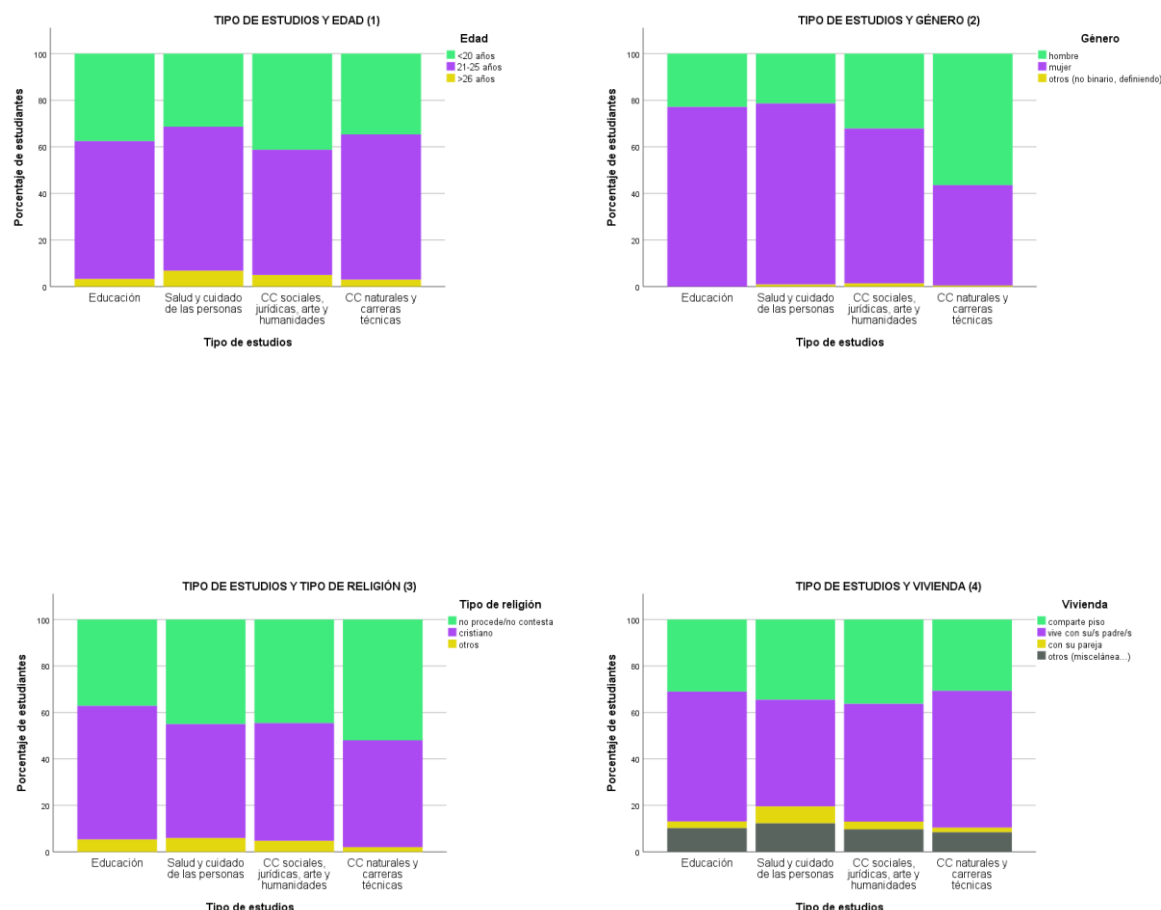 TIPO DE ESTUDIOS Y EDAD (1)
Edad
<20 años
21-25 años
>26 años
Porcentaje de estudiantes
100
80
60
40
20
0
Educación
Salud y cuidado
de las personas
CC sociales,
jurídicas, arte y
humanidades
CC naturales y
carreras
técnicas
Tipo de estudios
TIPO DE ESTUDIOS Y GÉNERO (2)
Género
hombre
mujer
otros (no binario, definiendo)
Porcentaje de estudiantes
100
80
60
40
20
0
Educación
Salud y cuidado
de las personas
CC sociales,
jurídicas, arte y
humanidades
CC naturales y
carreras
técnicas
Tipo de estudios
TIPO DE ESTUDIOS Y TIPO DE RELIGIÓN (3)
Tipo de religión
no procede/no contesta
cristiano
otros
Porcentaje de estudiantes
100
80
60
40
20
0
Educación
Salud y cuidado
de las personas
CC sociales,
jurídicas, arte y
humanidades
CC naturales y
carreras
técnicas
Tipo de estudios
TIPO DE ESTUDIOS Y VIVIENDA (4)
Vivienda
comparte piso
vive con su/s padre/s
con su pareja
otros (miscelánea...)
Porcentaje de estudiantes
100
80
60
40
20
0
Educación
Salud y cuidado
de las personas
CC sociales,
jurídicas, arte y
humanidades
CC naturales y
carreras
técnicas
Tipo de estudios